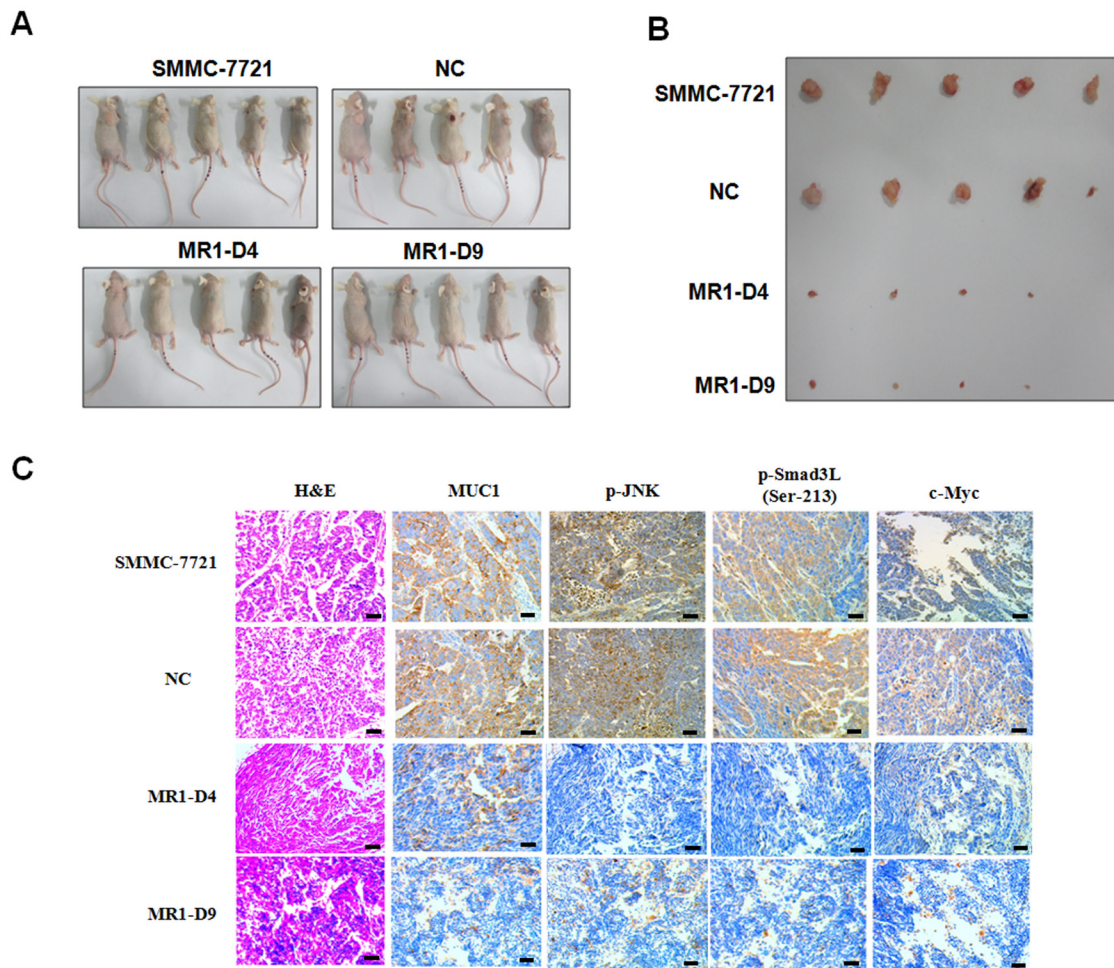 A
SMMC-7721 NC
MR1-D4 MR1-D9
B
SMMC-7721
NC
MR1-D4
MR1-D9
C
H&E MUC1 p-JNK p-Smad3L
(Ser-213) c-Myc
SMMC-7721
NC
MR1-D4
MR1-D9